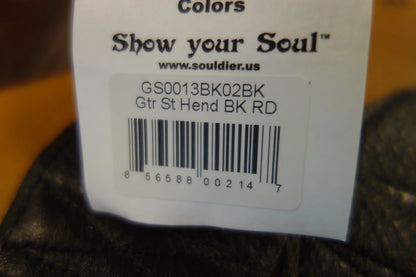 Colors
Show your Soul™
www.souldier.us
GS0013BK02BK
Gtr St Hend BK RD
8 56588 00214 7